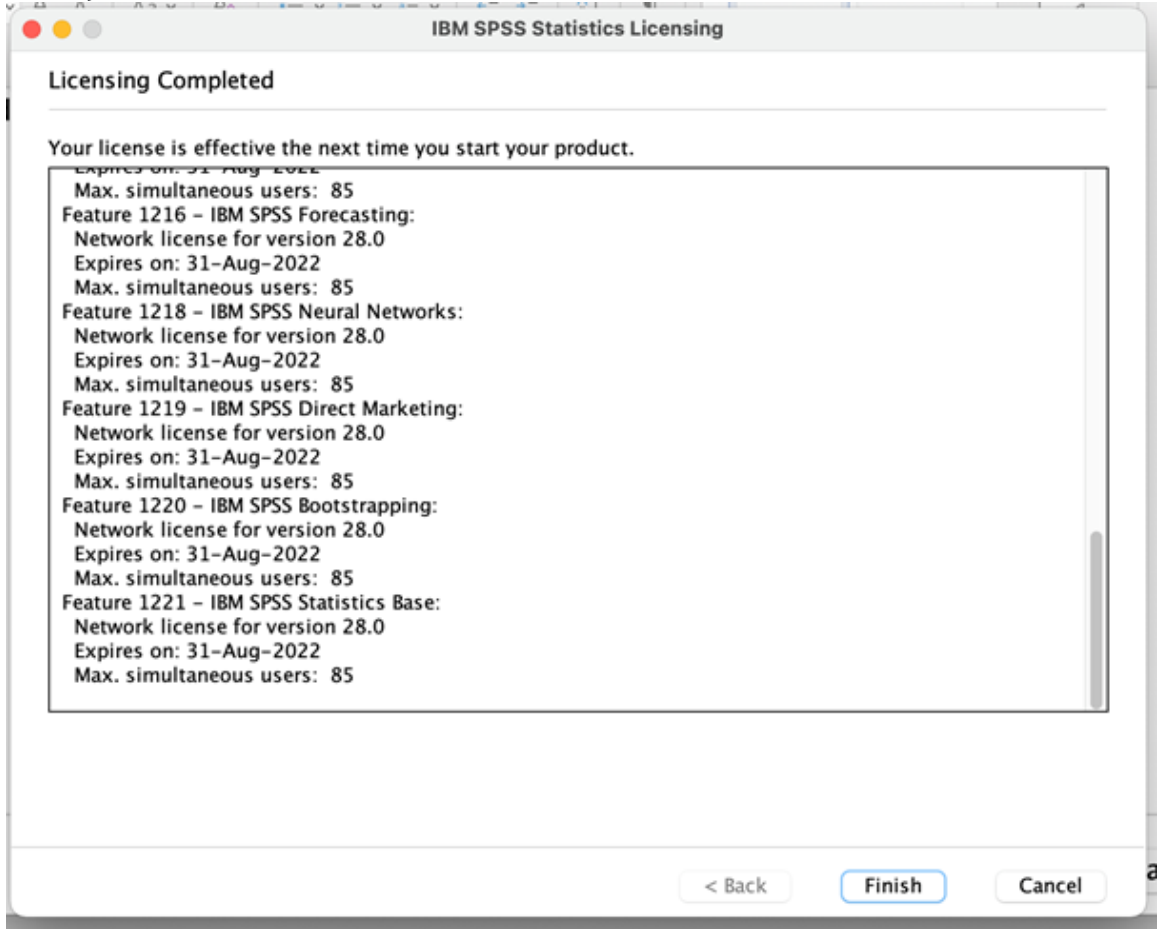 IBM SPSS Statistics Licensing
Licensing Completed
Your license is effective the next time you start your product.
Expires on: 31-Aug-2022
Max. simultaneous users: 85
Feature 1216 – IBM SPSS Forecasting:
Network license for version 28.0
Expires on: 31-Aug-2022
Max. simultaneous users: 85
Feature 1218 – IBM SPSS Neural Networks:
Network license for version 28.0
Expires on: 31-Aug-2022
Max. simultaneous users: 85
Feature 1219 – IBM SPSS Direct Marketing:
Network license for version 28.0
Expires on: 31-Aug-2022
Max. simultaneous users: 85
Feature 1220 – IBM SPSS Bootstrapping:
Network license for version 28.0
Expires on: 31-Aug-2022
Max. simultaneous users: 85
Feature 1221 – IBM SPSS Statistics Base:
Network license for version 28.0
Expires on: 31-Aug-2022
Max. simultaneous users: 85
< Back Finish Cancel